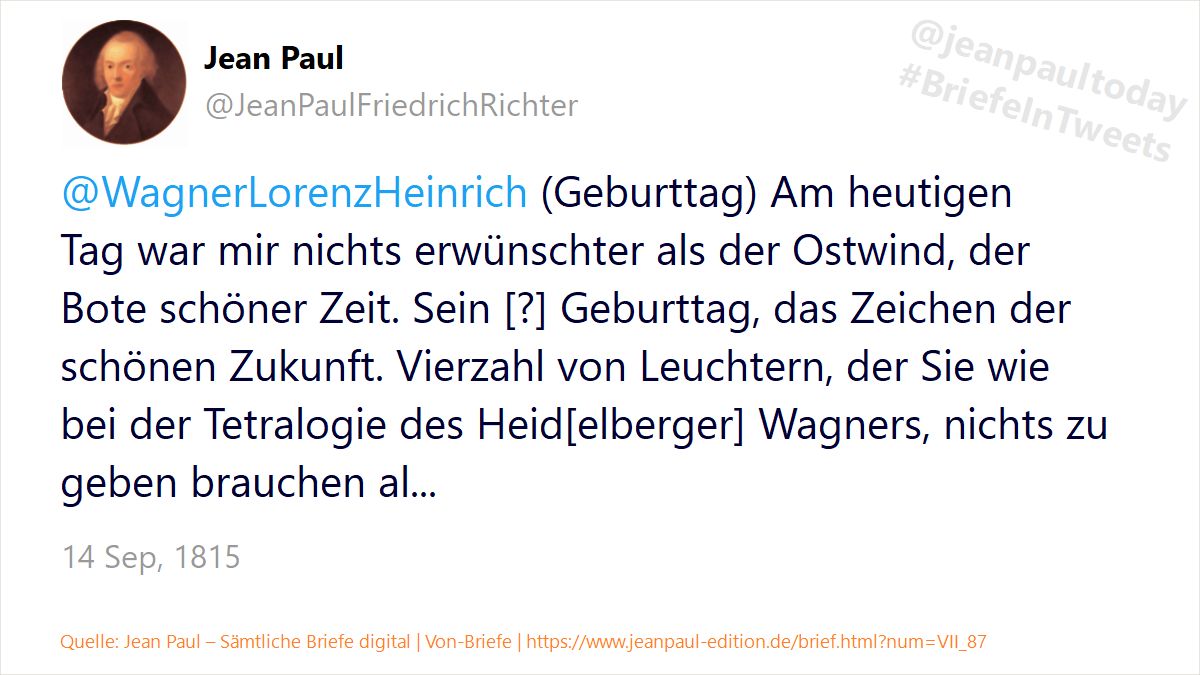 Jean Paul
@JeanPaulFriedrichRichter
@jeanpaultoday
#BriefeInTweets
@WagnerLorenzHeinrich (Geburttag) Am heutigen
Tag war mir nichts erwünschter als der Ostwind, der
Bote schöner Zeit. Sein [?] Geburttag, das Zeichen der
schönen Zukunft. Vierzahl von Leuchtern, der Sie wie
bei der Tetralogie des Heid[elberger] Wagners, nichts zu
geben brauchen al...
14 Sep, 1815
Quelle: Jean Paul – Sämtliche Briefe digital | Von-Briefe | https://www.jeanpaul-edition.de/brief.html?num=VII_87